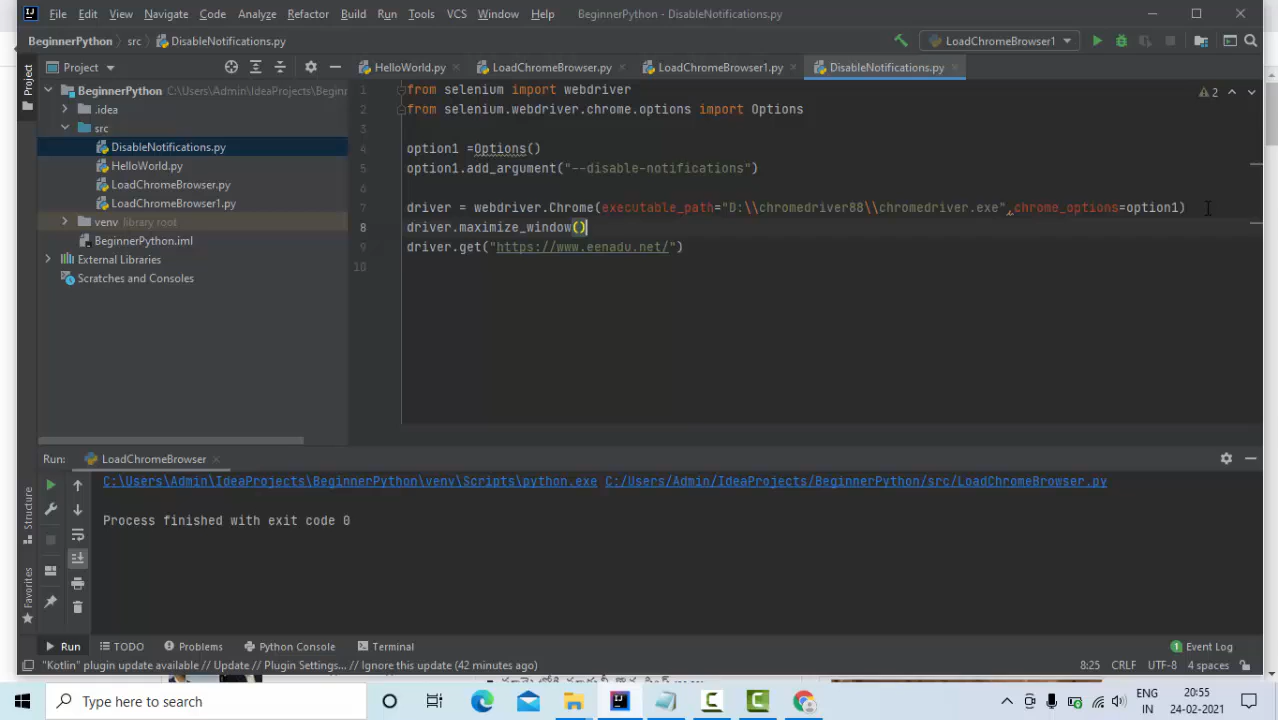 File Edit View Navigate Code Analyze Refactor Build Run Tools VCS Window Help BeginnerPython - DisableNotifications.py
BeginnerPython src DisableNotifications.py LoadChromeBrowser1
Project Project HelloWorld.py LoadChromeBrowser.py LoadChromeBrowser1.py DisableNotifications.py
BeginnerPython C:\Users\Admin\IdeaProjects\Beginr
.idea
src
DisableNotifications.py
HelloWorld.py
LoadChromeBrowser.py
LoadChromeBrowser1.py
venv library root
BeginnerPython.iml
External Libraries
Scratches and Consoles
2
1 from selenium import webdriver
2 from selenium.webdriver.chrome.options import Options
3
4 option1 =Options()
5 option1.add_argument("--disable-notifications")
6
7 driver = webdriver.Chrome(executable_path="D:\\chromedriver88\\chromedriver.exe",chrome_options=option1)
8 driver.maximize_window()
9 driver.get("https://www.eenadu.net/")
10
Run: LoadChromeBrowser
C:\Users\Admin\IdeaProjects\BeginnerPython\venv\Scripts\python.exe C:/Users/Admin/IdeaProjects/BeginnerPython/src/LoadChromeBrowser.py
Process finished with exit code 0
Structure
Favorites
Run TODO Problems Python Console Terminal 1 Event Log
"Kotlin" plugin update available // Update // Plugin Settings... // Ignore this update (42 minutes ago) 8:25 CRLF UTF-8 4 spaces
Type here to search
ENG
IN
20:55
24-02-2021